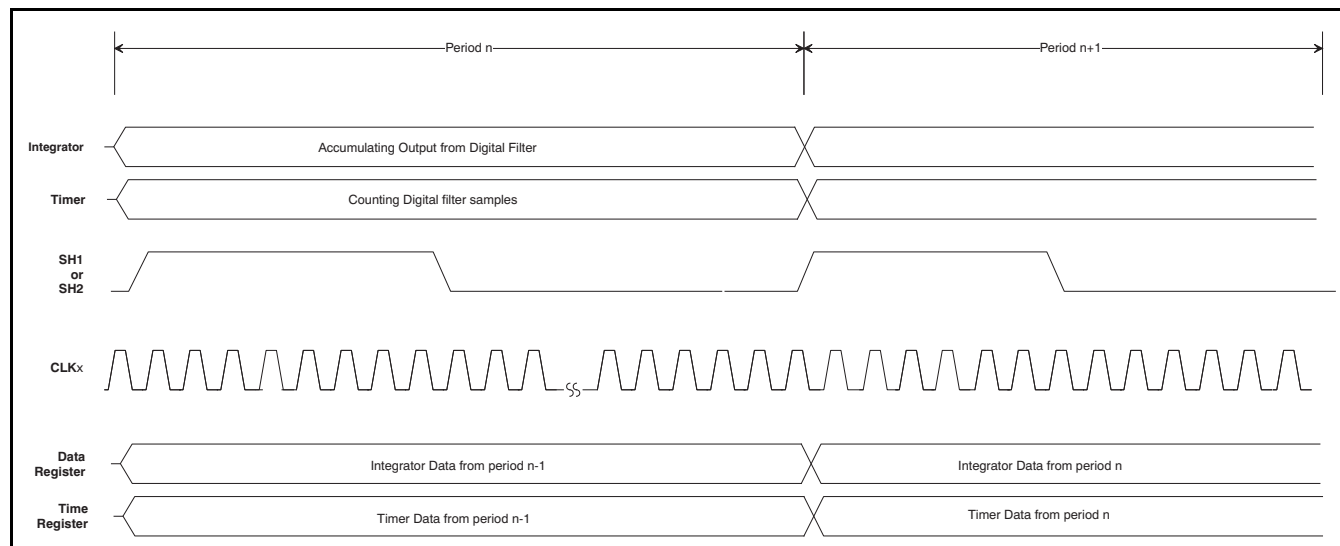 Period n
Period n+1
Integrator
Accumulating Output from Digital Filter
Timer
Counting Digital filter samples
SH1
or
SH2
CLKx
Data
Register
Integrator Data from period n-1
Integrator Data from period n
Time
Register
Timer Data from period n-1
Timer Data from period n